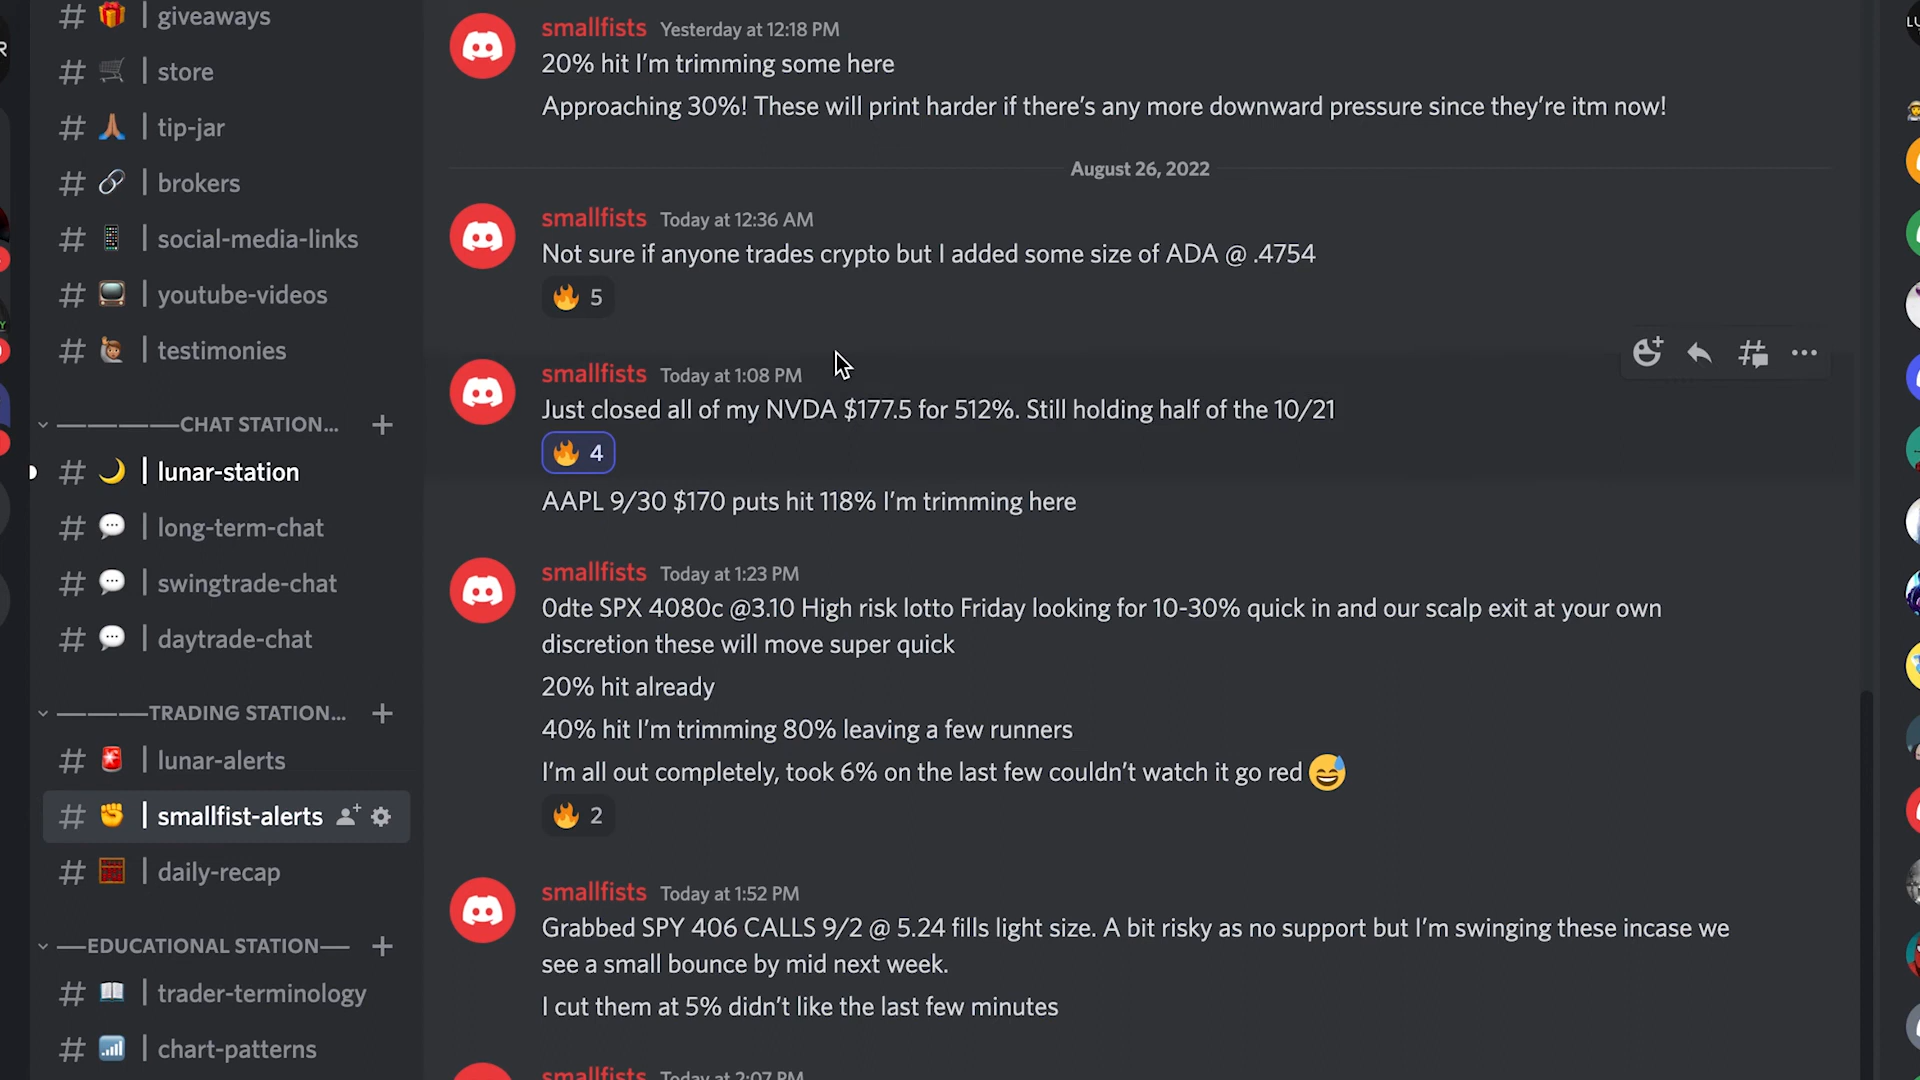 giveaways
store
tip-jar
brokers
social-media-links
youtube-videos
testimonies
—————CHAT STATION...
lunar-station
long-term-chat
swingtrade-chat
daytrade-chat
————TRADING STATION...
lunar-alerts
smallfist-alerts
daily-recap
——EDUCATIONAL STATION——
trader-terminology
chart-patterns
smallfists Yesterday at 12:18 PM
20% hit I'm trimming some here
Approaching 30%! These will print harder if there's any more downward pressure since they're itm now!
August 26, 2022
smallfists Today at 12:36 AM
Not sure if anyone trades crypto but I added some size of ADA @ .4754
5
smallfists Today at 1:08 PM
Just closed all of my NVDA $177.5 for 512%. Still holding half of the 10/21
4
AAPL 9/30 $170 puts hit 118% I'm trimming here
smallfists Today at 1:23 PM
0dte SPX 4080c @3.10 High risk lotto Friday looking for 10-30% quick in and our scalp exit at your own
discretion these will move super quick
20% hit already
40% hit I'm trimming 80% leaving a few runners
I'm all out completely, took 6% on the last few couldn't watch it go red
2
smallfists Today at 1:52 PM
Grabbed SPY 406 CALLS 9/2 @ 5.24 fills light size. A bit risky as no support but I'm swinging these incase we
see a small bounce by mid next week.
I cut them at 5% didn't like the last few minutes
smallfists Today at 2:07 PM